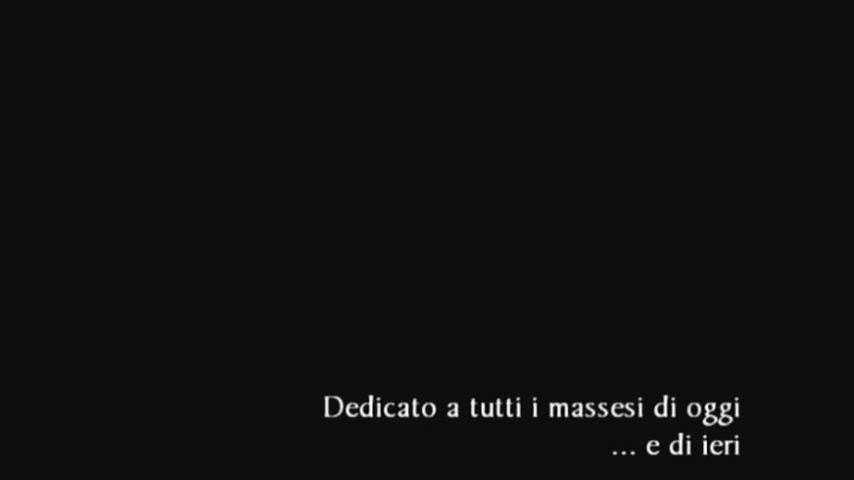 Dedicato a tutti i massesi di oggi
... e di ieri